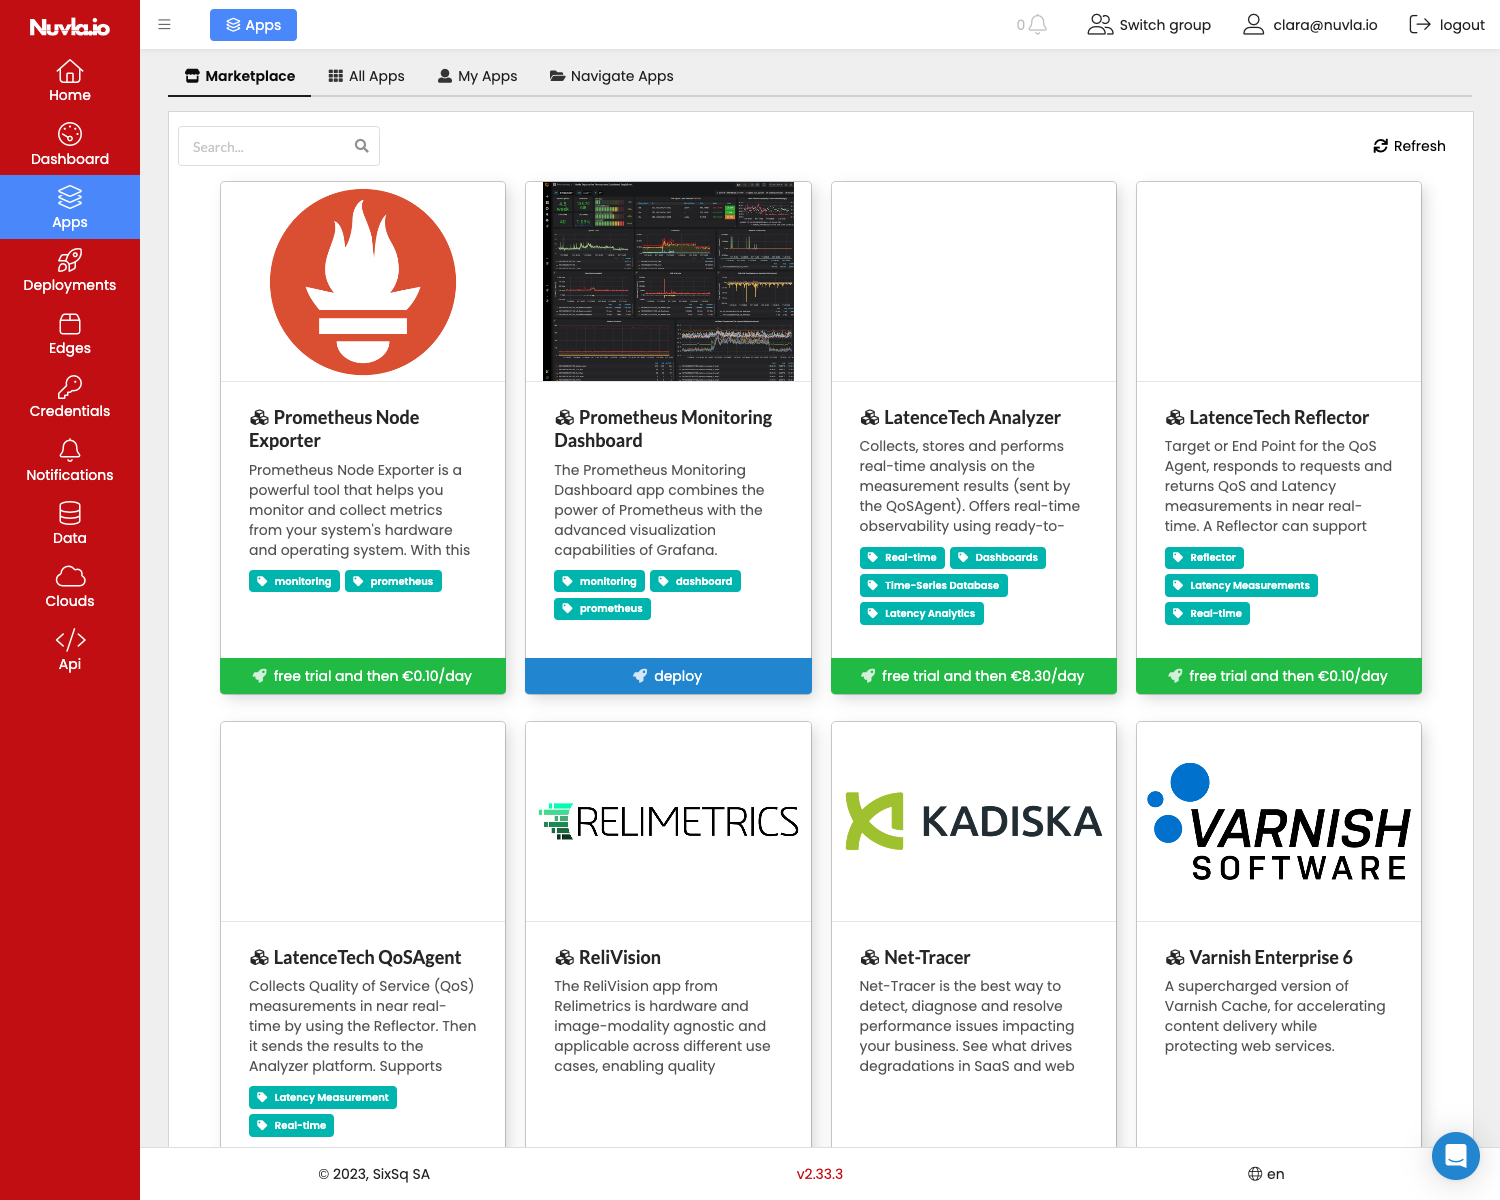 Nuvla.io
Apps
0
Switch group
clara@nuvla.io
logout
Home
Dashboard
Apps
Deployments
Edges
Credentials
Notifications
Data
Clouds
Api
Marketplace
All Apps
My Apps
Navigate Apps
Search...
Refresh
Prometheus Node
Exporter
Prometheus Node Exporter is a
powerful tool that helps you
monitor and collect metrics
from your system's hardware
and operating system. With this
monitoring
prometheus
free trial and then €0.10/day
Prometheus Monitoring
Dashboard
The Prometheus Monitoring
Dashboard app combines the
power of Prometheus with the
advanced visualization
capabilities of Grafana.
monitoring
dashboard
prometheus
deploy
LatenceTech Analyzer
Collects, stores and performs
real-time analysis on the
measurement results (sent by
the QoSAgent). Offers real-time
observability using ready-to-
Real-time
Dashboards
Time-Series Database
Latency Analytics
free trial and then €8.30/day
LatenceTech Reflector
Target or End Point for the QoS
Agent, responds to requests and
returns QoS and Latency
measurements in near real-
time. A Reflector can support
Reflector
Latency Measurements
Real-time
free trial and then €0.10/day
LatenceTech QoSAgent
Collects Quality of Service (QoS)
measurements in near real-
time by using the Reflector. Then
it sends the results to the
Analyzer platform. Supports
Latency Measurement
Real-time
RELIMETRICS
ReliVision
The ReliVision app from
Relimetrics is hardware and
image-modality agnostic and
applicable across different use
cases, enabling quality
KADISKA
Net-Tracer
Net-Tracer is the best way to
detect, diagnose and resolve
performance issues impacting
your business. See what drives
degradations in SaaS and web
VARNISH
SOFTWARE
Varnish Enterprise 6
A supercharged version of
Varnish Cache, for accelerating
content delivery while
protecting web services.
© 2023, SixSq SA
v2.33.3
en